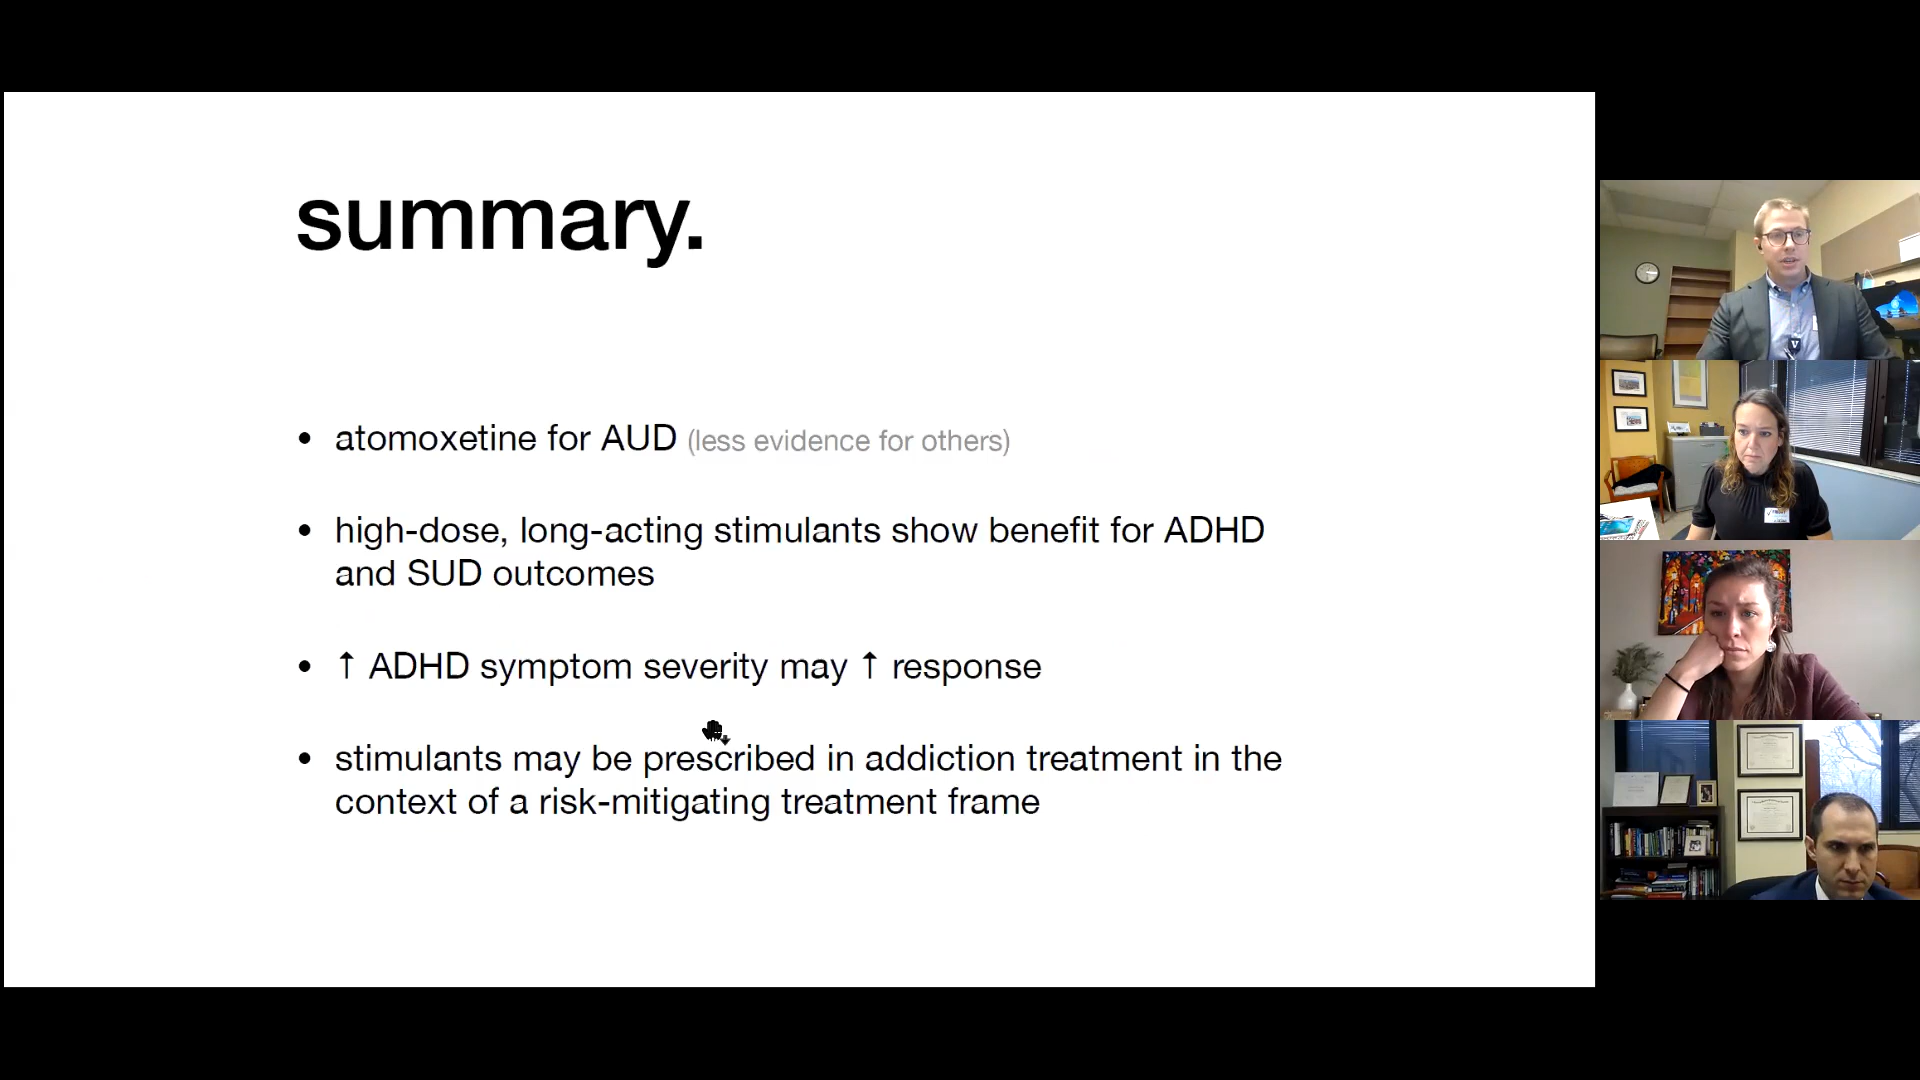 summary.
• atomoxetine for AUD (less evidence for others)
• high-dose, long-acting stimulants show benefit for ADHD
and SUD outcomes
• ↑ ADHD symptom severity may ↑ response
• stimulants may be prescribed in addiction treatment in the
context of a risk-mitigating treatment frame